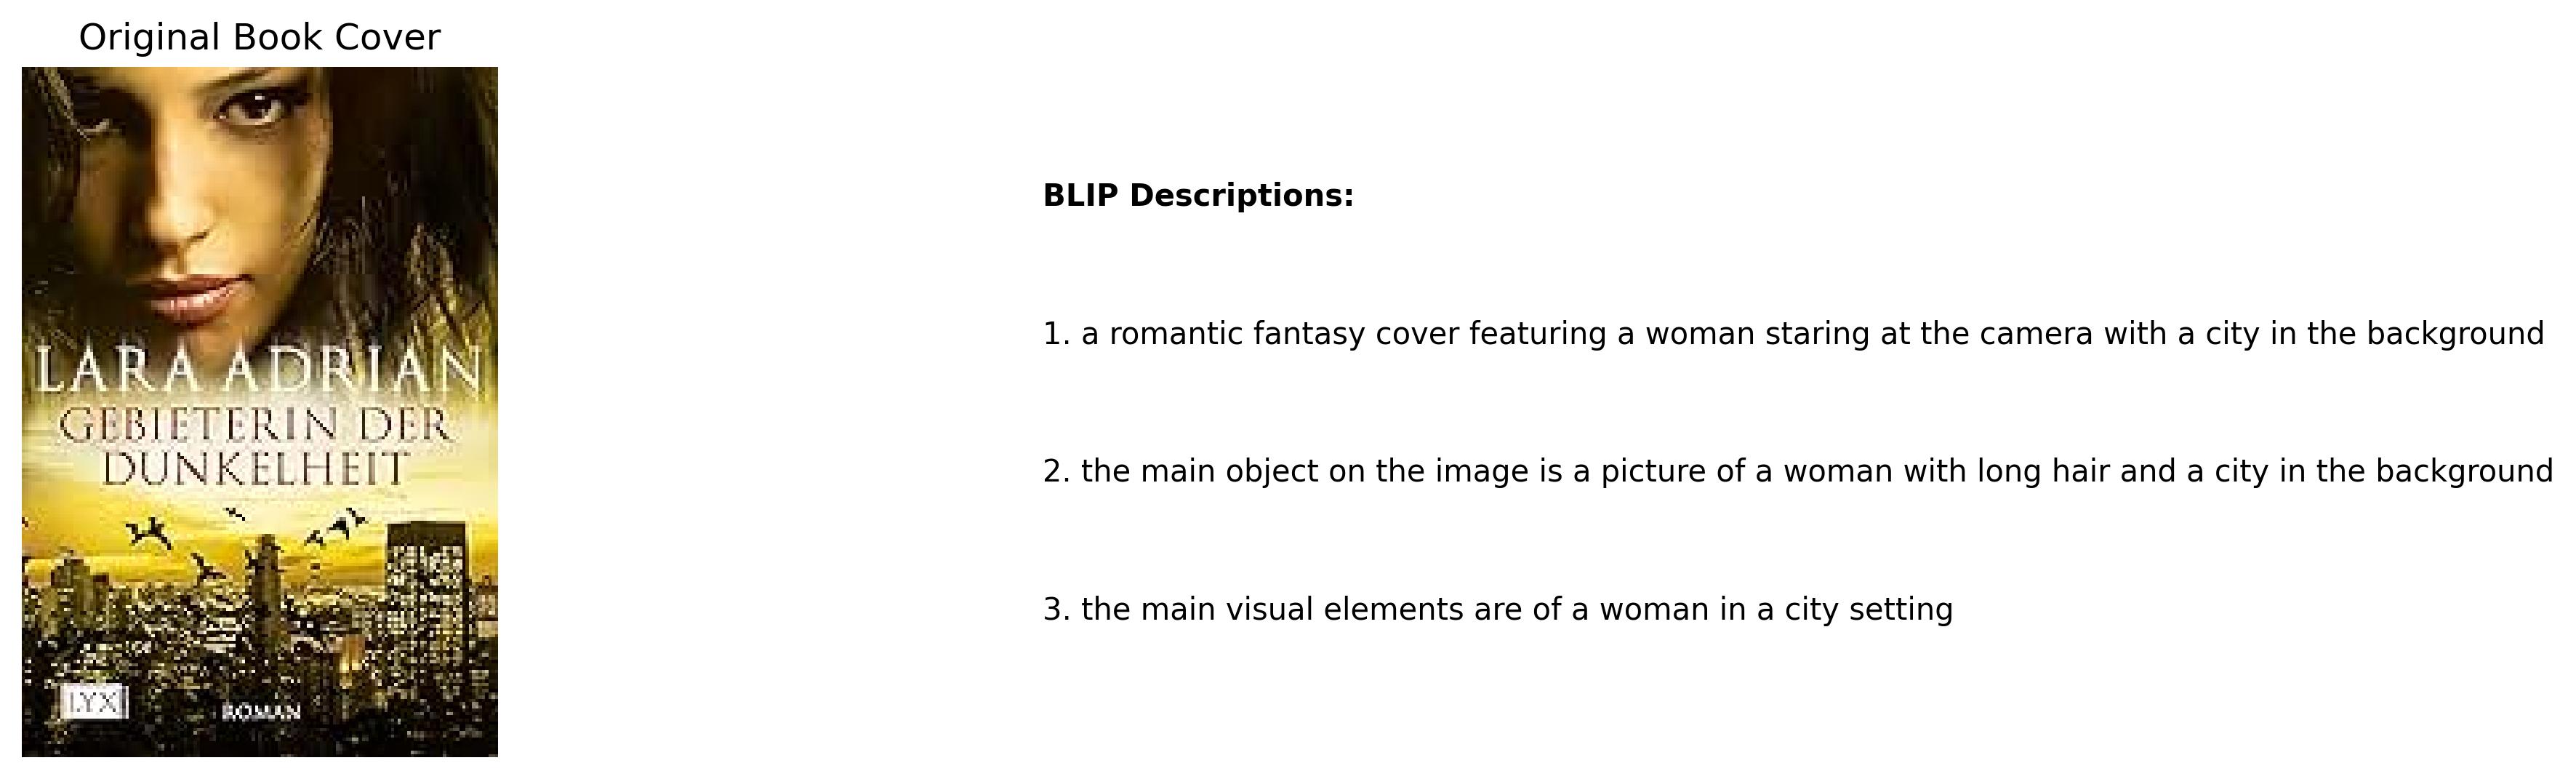 Original Book Cover
LARA ADRIAN
GEBIETERIN DER
DUNKELHEIT
LYX
ROMAN
BLIP Descriptions:
1. a romantic fantasy cover featuring a woman staring at the camera with a city in the background
2. the main object on the image is a picture of a woman with long hair and a city in the background
3. the main visual elements are of a woman in a city setting